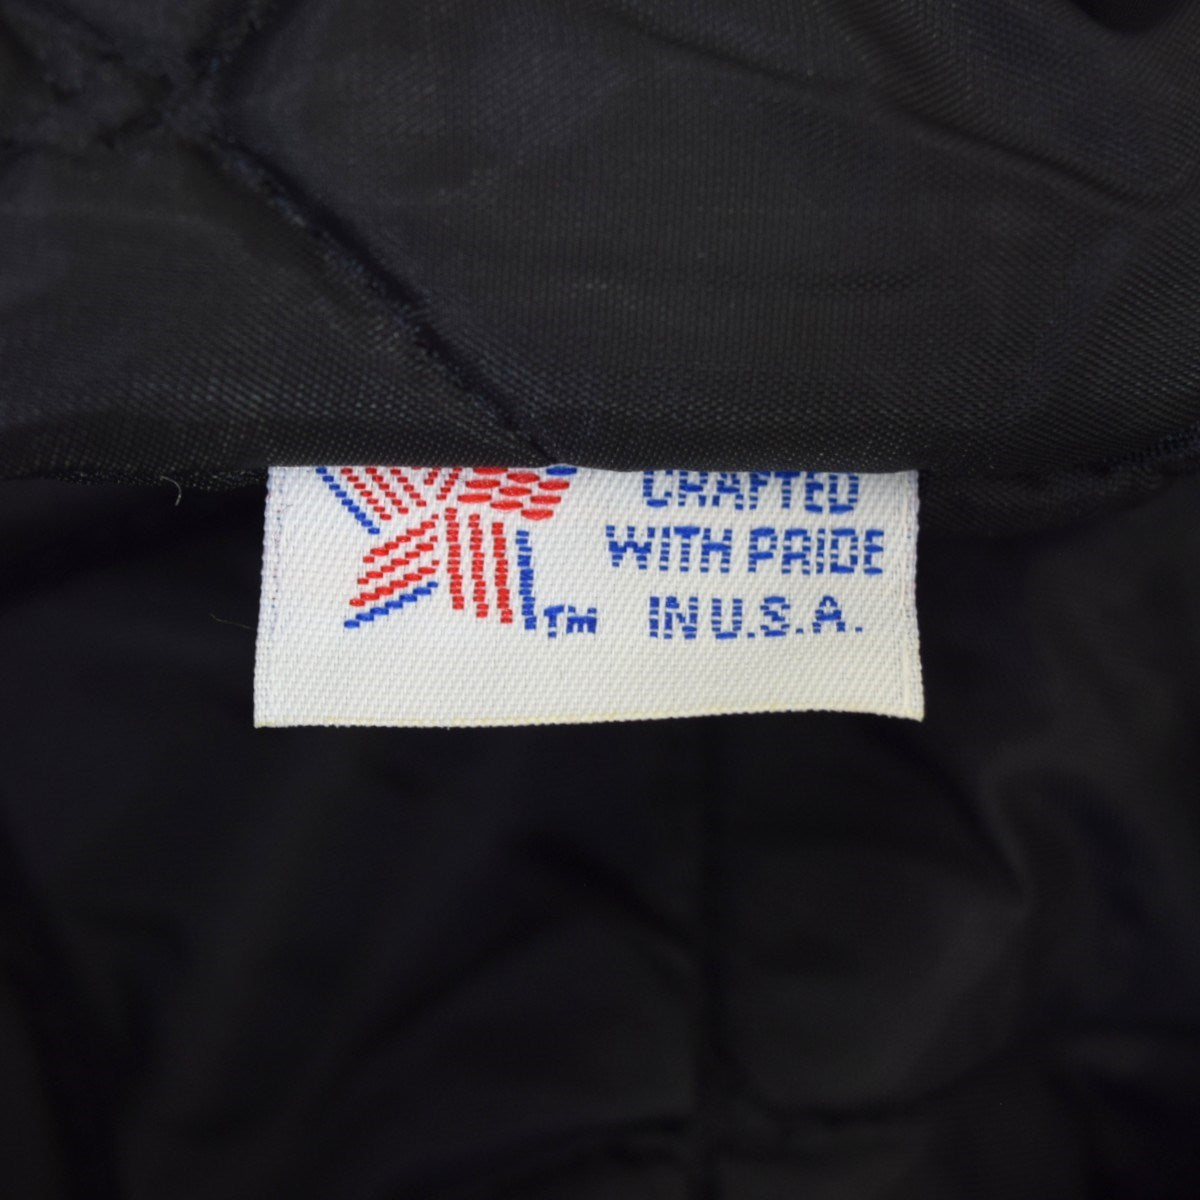 CRAFTED
WITH PRIDE
IN U.S.A.
TM